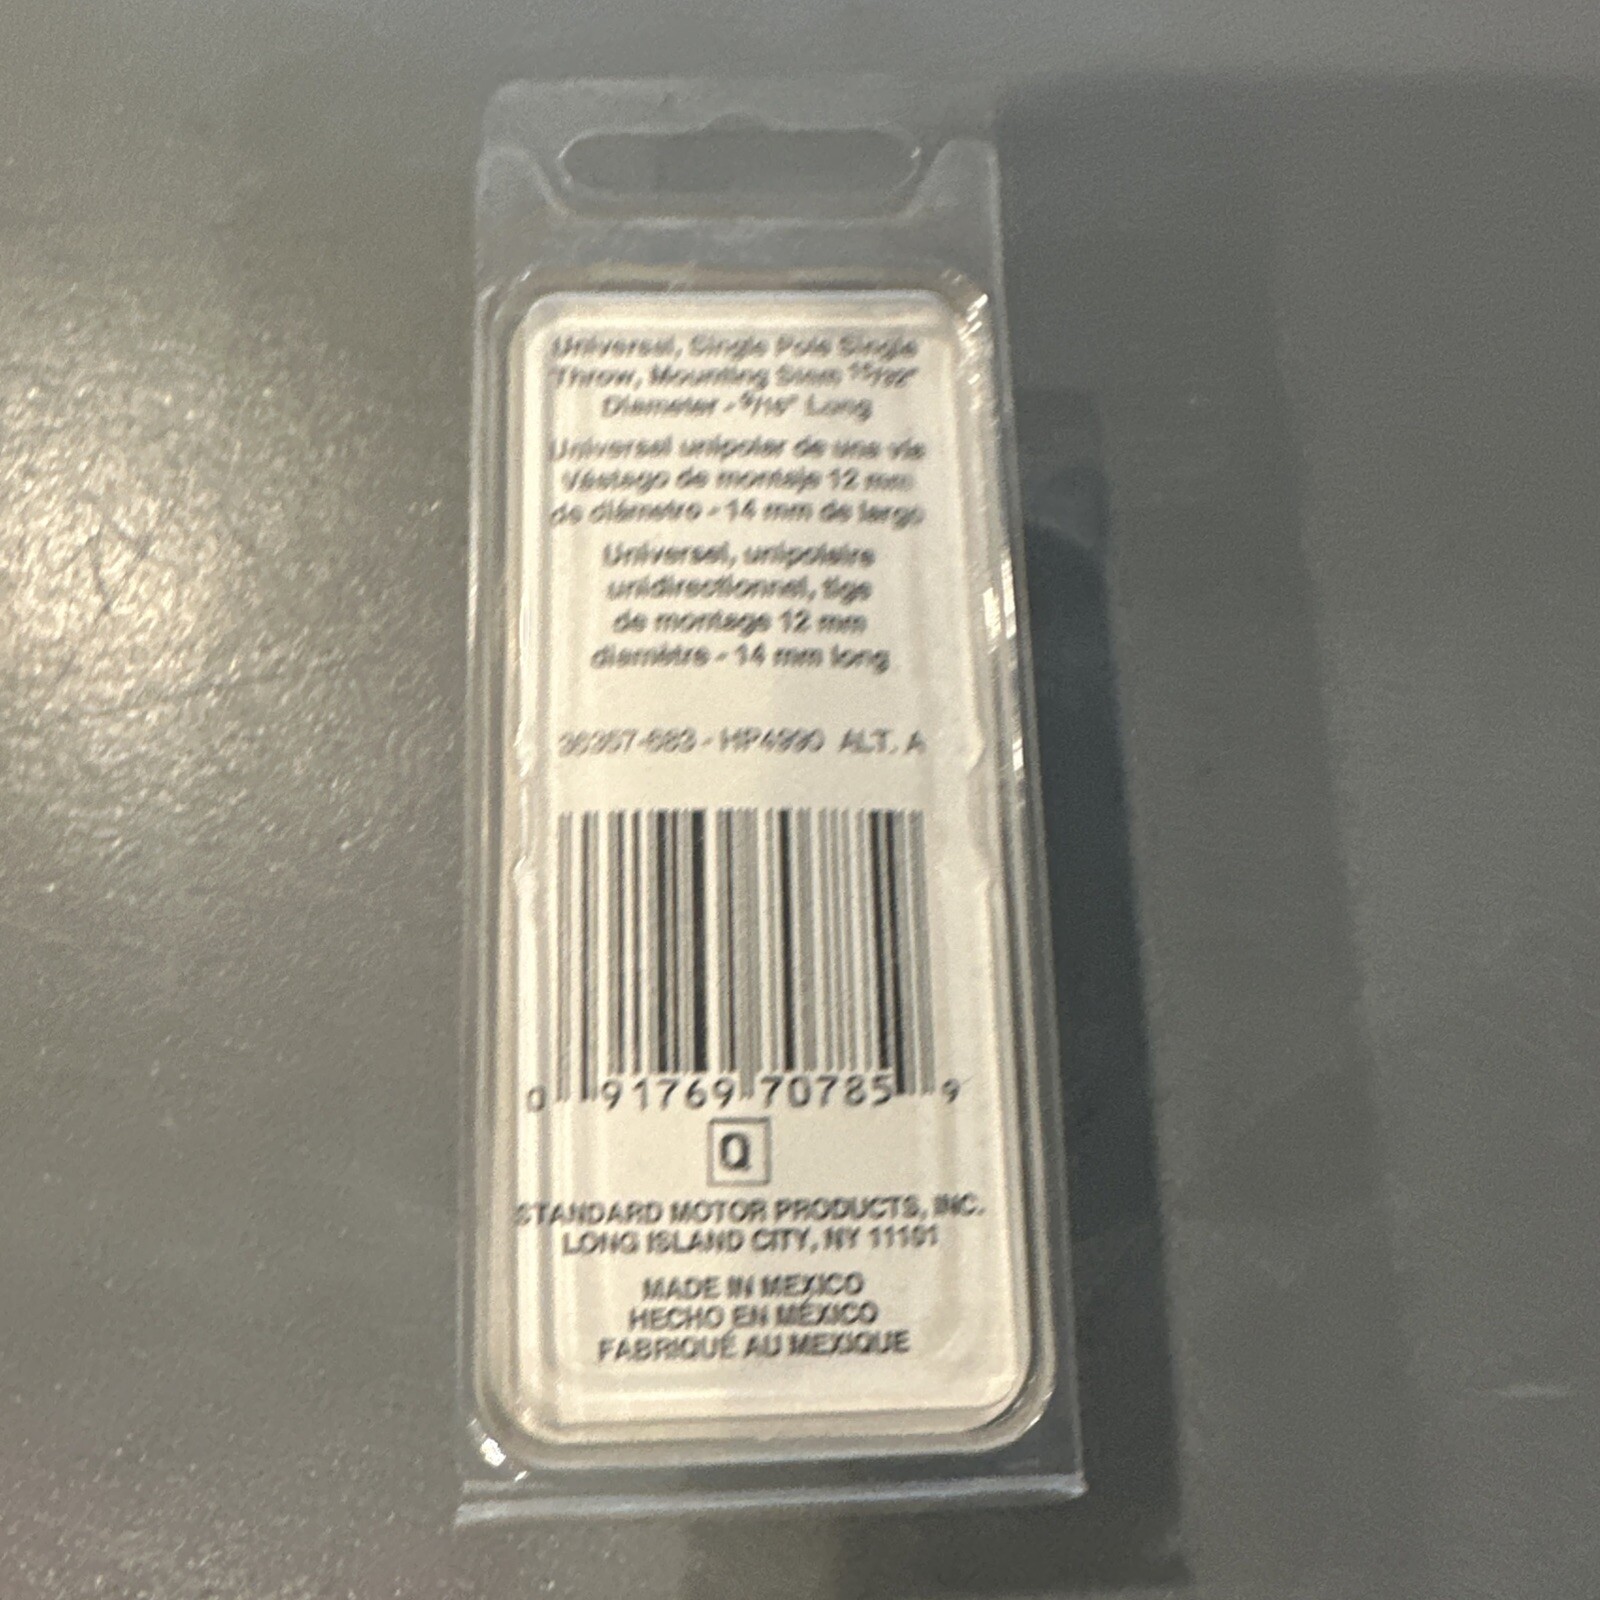 Universal, Single Pole Single
Throw, Mounting Stem 15/32"
Diameter - 9/16" Long
Universal unipolar de una vía
Vástago de montaje 12 mm
de diámetro - 14 mm de largo
Universel, unipolaire
unidirectionnel, tige
de montage 12 mm
diamètre - 14 mm long
HP4990 ALT. A
0 91769 70785 9
Q
STANDARD MOTOR PRODUCTS, INC.
LONG ISLAND CITY, NY 11101
MADE IN MEXICO
HECHO EN MÉXICO
FABRIQUÉ AU MEXIQUE